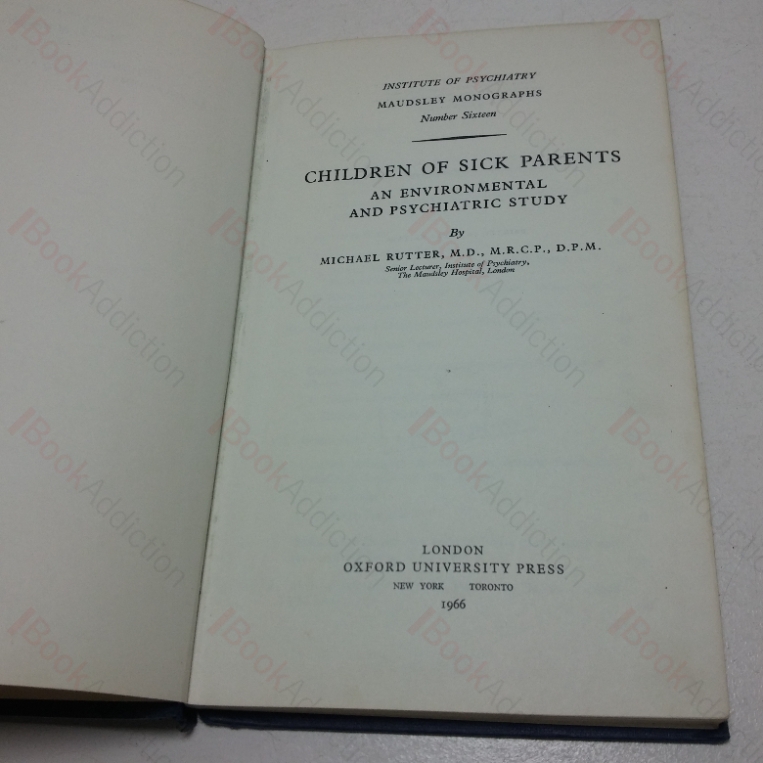 INSTITUTE OF PSYCHIATRY
MAUDSLEY MONOGRAPHS
Number Sixteen
CHILDREN OF SICK PARENTS
AN ENVIRONMENTAL
AND PSYCHIATRIC STUDY
By
MICHAEL RUTTER, M.D., M.R.C.P., D.P.M.
Senior Lecturer, Institute of Psychiatry,
The Maudsley Hospital, London
LONDON
OXFORD UNIVERSITY PRESS
NEW YORK TORONTO
1966
BookAddiction